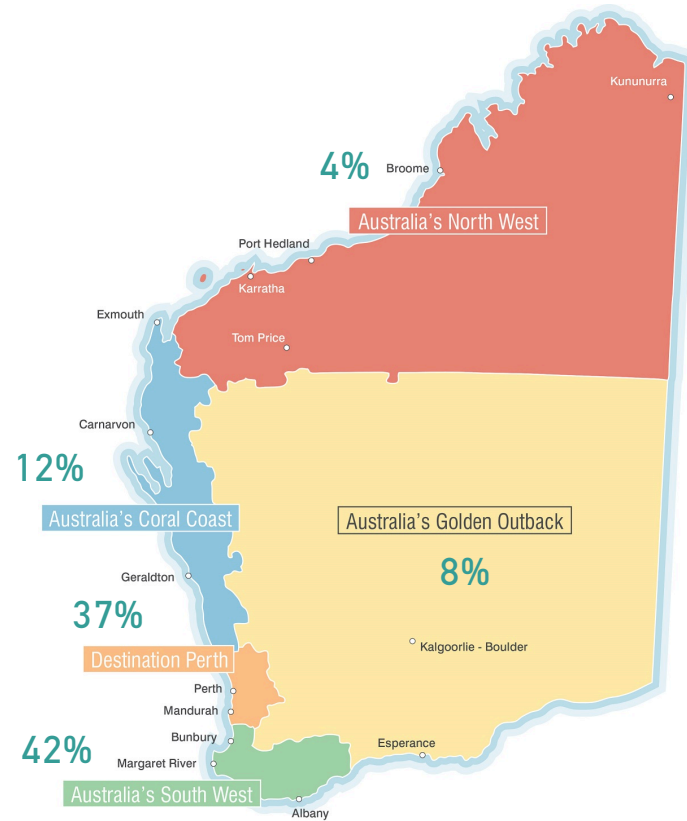 Kununurra
4%
Broome
Australia's North West
Port Hedland
Karratha
Exmouth
Tom Price
Carnarvon
12%
Australia's Coral Coast
Australia's Golden Outback
8%
Geraldton
37%
Kalgoorlie - Boulder
Destination Perth
Perth
Mandurah
Bunbury
42%
Esperance
Margaret River
Australia's South West
Albany